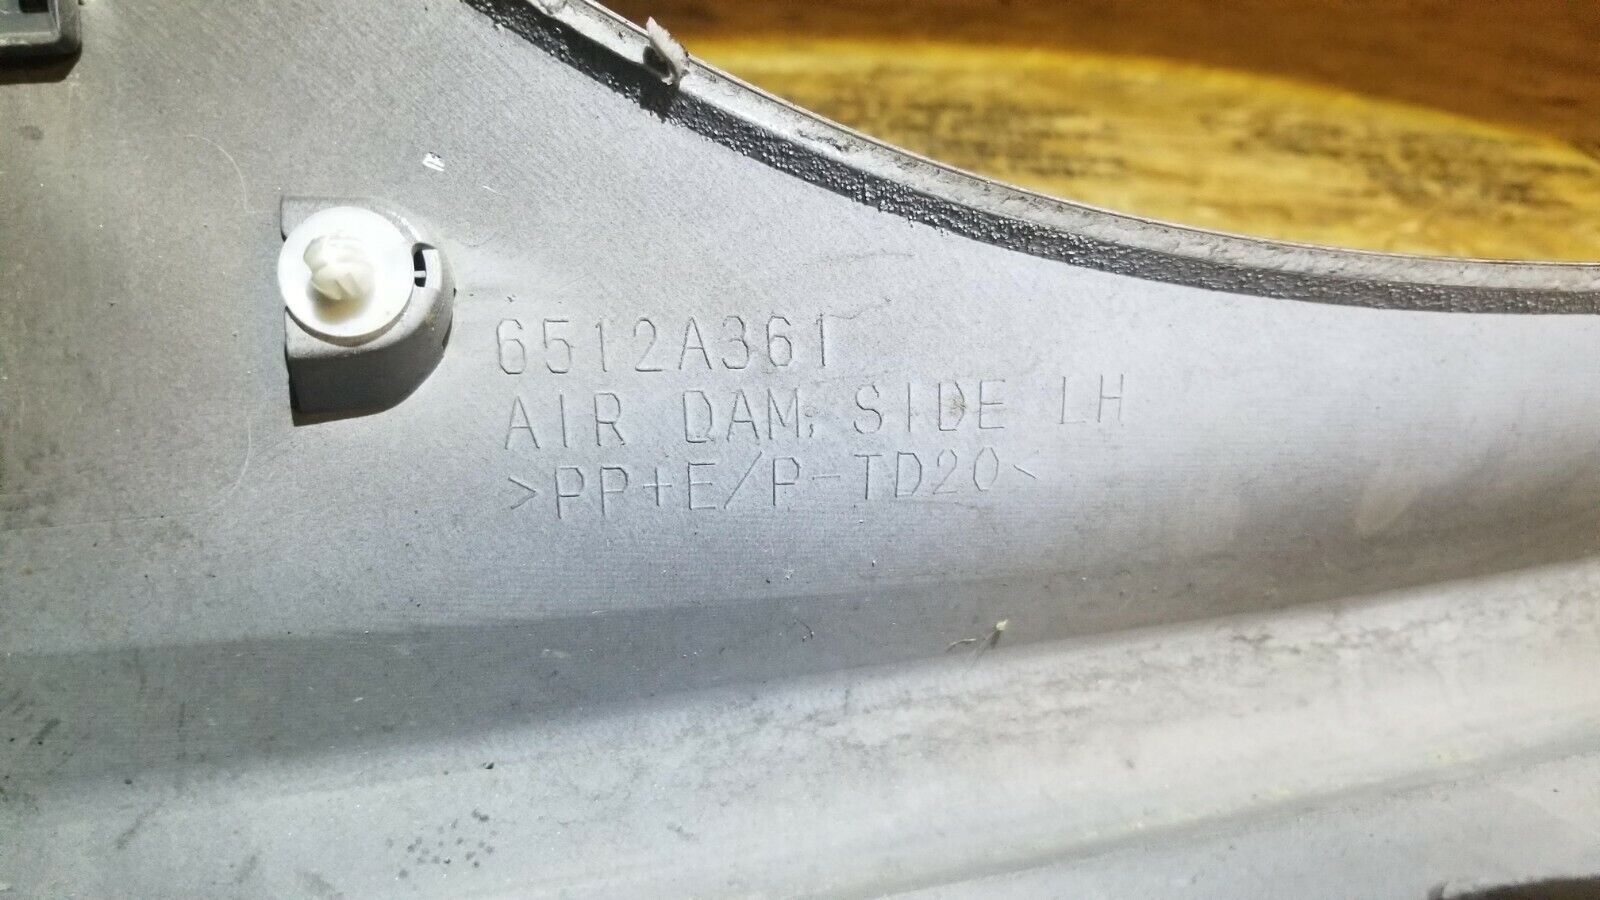 6512A361
AIR DAM, SIDE LH
>PP+E/P-TD20<